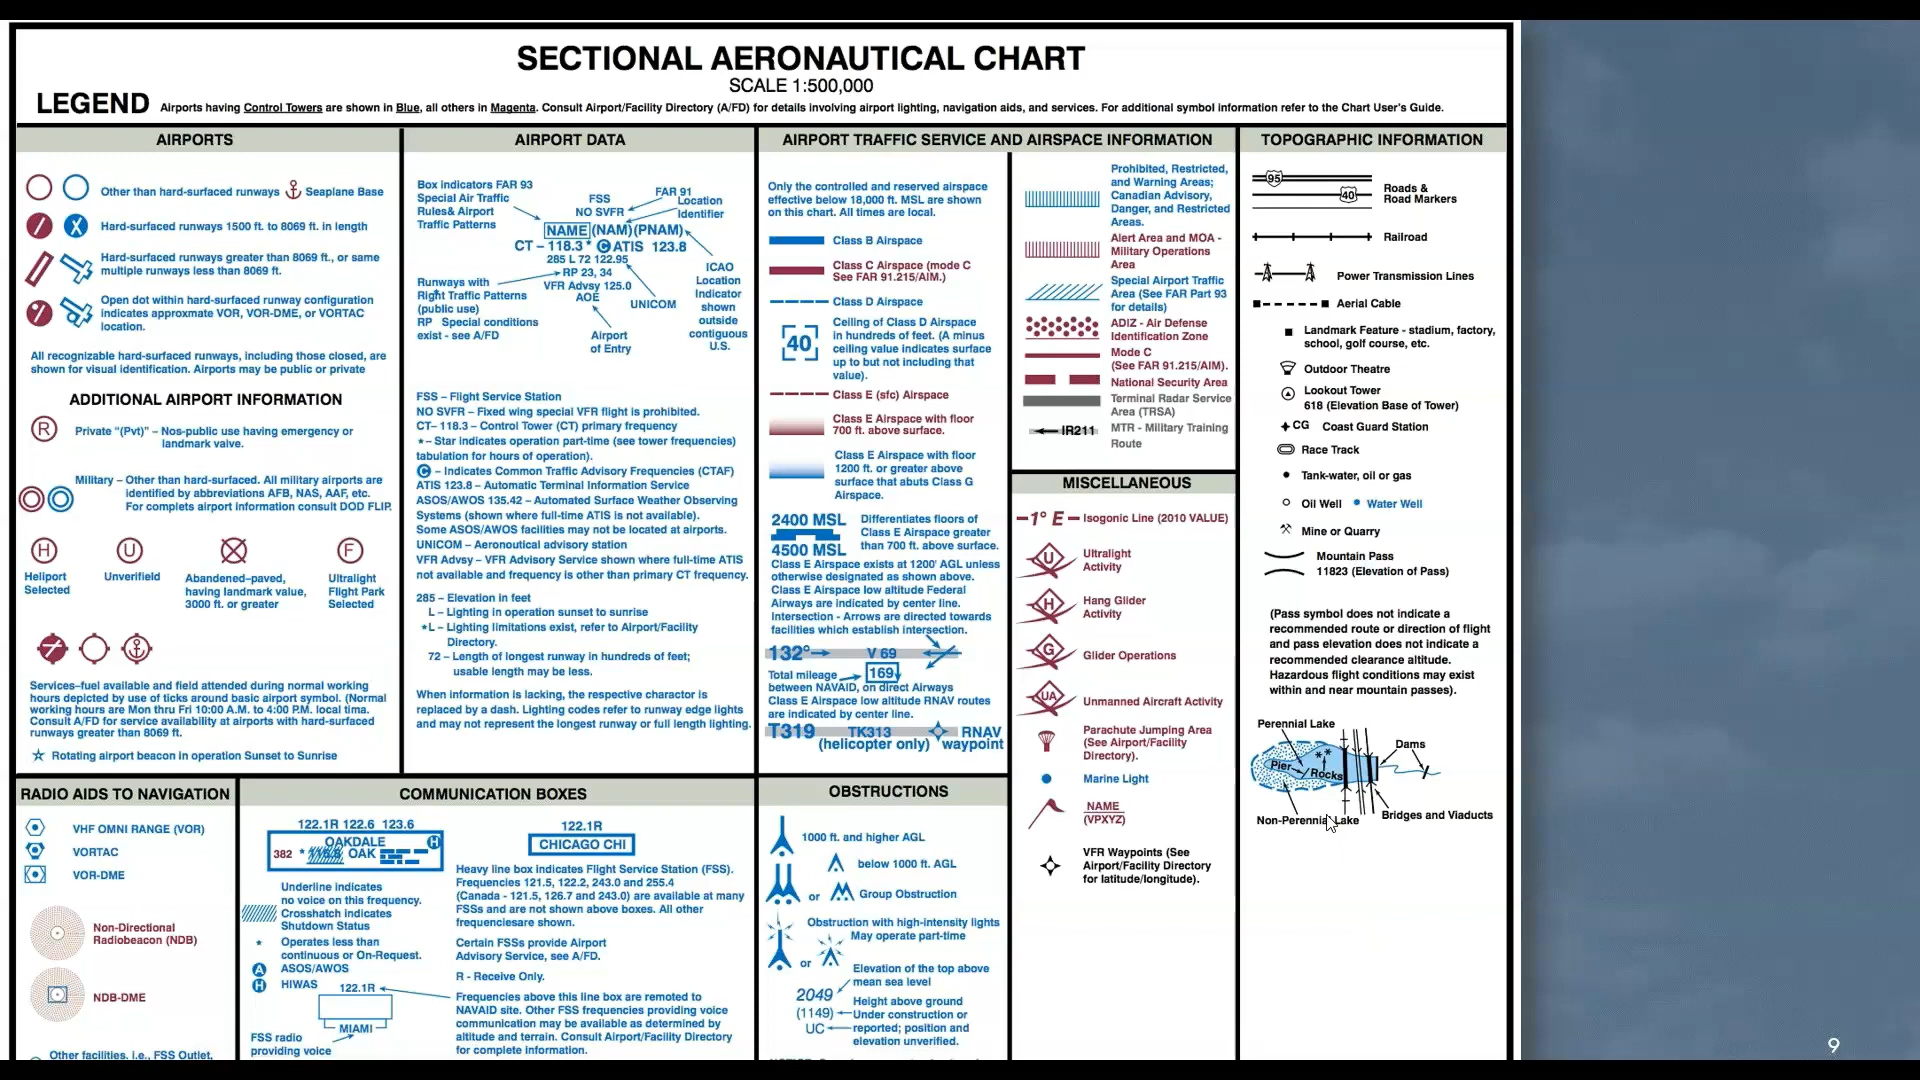 SECTIONAL AERONAUTICAL CHART
SCALE 1:500,000
LEGEND Airports having Control Towers are shown in Blue, all others in Magenta. Consult Airport/Facility Directory (A/FD) for details involving airport lighting, navigation aids, and services. For additional symbol information refer to the Chart User's Guide.
AIRPORTS
Other than hard-surfaced runways
Seaplane Base
Hard-surfaced runways 1500 ft. to 8069 ft. in length
Hard-surfaced runways greater than 8069 ft., or same
multiple runways less than 8069 ft.
Open dot within hard-surfaced runway configuration
indicates approxmate VOR, VOR-DME, or VORTAC
location.
All recognizable hard-surfaced runways, including those closed, are
shown for visual identification. Airports may be public or private
ADDITIONAL AIRPORT INFORMATION
R
Private "(Pvt)" – Nos-public use having emergency or
landmark valve.
Military – Other than hard-surfaced. All military airports are
identified by abbreviations AFB, NAS, AAF, etc.
For complets airport information consult DOD FLIP.
H
U
F
Heliport
Selected
Unverifield
Abandened–paved,
having landmark value,
3000 ft. or greater
Ultralight
Flight Park
Selected
Services–fuel available and field attended during normal working
hours depicted by use of ticks around basic airport symbol. (Normal
working hours are Mon thru Fri 10:00 A.M. to 4:00 P.M. local tima.
Consult A/FD for service availability at airports with hard-surfaced
runways greater than 8069 ft.
Rotating airport beacon in operation Sunset to Sunrise
AIRPORT DATA
Box indicators FAR 93
Special Air Traffic
Rules& Airport
Traffic Patterns
FSS
NO SVFR
FAR 91
Location
Identifier
NAME (NAM)(PNAM)
CT – 118.3 * C ATIS 123.8
285 L 72 122.95
RP 23, 34
VFR Advsy 125.0
AOE
Runways with
Right Traffic Patterns
(public use)
RP Special conditions
exist - see A/FD
UNICOM
Airport
of Entry
ICAO
Location
Indicator
shown
outside
contiguous
U.S.
FSS – Flight Service Station
NO SVFR – Fixed wing special VFR flight is prohibited.
CT– 118.3 – Control Tower (CT) primary frequency
★– Star indicates operation part-time (see tower frequencies)
tabulation for hours of operation).
C – Indicates Common Traffic Advisory Frequencies (CTAF)
ATIS 123.8 – Automatic Terminal Information Service
ASOS/AWOS 135.42 – Automated Surface Weather Observing
Systems (shown where full-time ATIS is not available).
Some ASOS/AWOS facilities may not be located at airports.
UNICOM – Aeronoutical advisory station
VFR Advsy – VFR Advisory Service shown where full-time ATIS
not available and frequency is other than primary CT frequency.
285 – Elevation in feet
L – Lighting in operation sunset to sunrise
★L – Lighting limitations exist, refer to Airport/Facility
Directory.
72 – Length of longest runway in hundreds of feet;
usable length may be less.
When information is lacking, the respective charactor is
replaced by a dash. Lighting codes refer to runway edge lights
and may not represent the longest runway or full length lighting.
AIRPORT TRAFFIC SERVICE AND AIRSPACE INFORMATION
Only the controlled and reserved airspace
effective below 18,000 ft. MSL are shown
on this chart. All times are local.
Class B Airspace
Class C Airspace (mode C
See FAR 91.215/AIM.)
Class D Airspace
40
Ceiling of Class D Airspace
in hundreds of feet. (A minus
ceiling value indicates surface
up to but not including that
value).
Class E (sfc) Airspace
Class E Airspace with floor
700 ft. above surface.
Class E Airspace with floor
1200 ft. or greater above
surface that abuts Class G
Airspace.
2400 MSL
4500 MSL
Differentiates floors of
Class E Airspace greater
than 700 ft. above surface.
Class E Airspace exists at 1200' AGL unless
otherwise designated as shown above.
Class E Airspace low altitude Federal
Airways are indicated by center line.
Intersection - Arrows are directed towards
facilities which establish intersection.
132°
V 69
169
Total mileage
between NAVAID, on direct Airways
Class E Airspace low altitude RNAV routes
are indicated by center line.
T319 TK313 RNAV
(helicopter only) waypoint
Prohibited, Restricted,
and Warning Areas;
Canadian Advisory,
Danger, and Restricted
Areas.
Alert Area and MOA -
Military Operations
Area
Special Airport Traffic
Area (See FAR Part 93
for details)
ADIZ - Air Defense
Identification Zone
Mode C
(See FAR 91.215/AIM).
National Security Area
Terminal Radar Service
Area (TRSA)
IR211
MTR - Military Training
Route
MISCELLANEOUS
1° E Isogonic Line (2010 VALUE)
U
Ultralight
Activity
H
Hang Glider
Activity
G
Glider Operations
UA
Unmanned Aircraft Activity
Parachute Jumping Area
(See Airport/Facility
Directory).
Marine Light
NAME
(VPXYZ)
VFR Waypoints (See
Airport/Facility Directory
for latitude/longitude).
TOPOGRAPHIC INFORMATION
95
40
Roads &
Road Markers
Railroad
Power Transmission Lines
Aerial Cable
Landmark Feature - stadium, factory,
school, golf course, etc.
Outdoor Theatre
Lookout Tower
618 (Elevation Base of Tower)
CG Coast Guard Station
Race Track
Tank-water, oil or gas
Oil Well
Water Well
Mine or Quarry
Mountain Pass
11823 (Elevation of Pass)
(Pass symbol does not indicate a
recommended route or direction of flight
and pass elevation does not indicate a
recommended clearance altitude.
Hazardous flight conditions may exist
within and near mountain passes).
Perennial Lake
Dams
Pier
Rocks
Non-Perennial Lake
Bridges and Viaducts
RADIO AIDS TO NAVIGATION
VHF OMNI RANGE (VOR)
VORTAC
VOR-DME
Non-Directional
Radiobeacon (NDB)
NDB-DME
Other facilities, i.e., FSS Outlet,
COMMUNICATION BOXES
122.1R 122.6 123.6
OAKDALE H
382 * OAK
Underline indicates
no voice on this frequency.
Crosshatch indicates
Shutdown Status
* Operates less than
continuous or On-Request.
A ASOS/AWOS
H HIWAS
122.1R
MIAMI
FSS radio
providing voice
122.1R
CHICAGO CHI
Heavy line box indicates Flight Service Station (FSS).
Frequencies 121.5, 122.2, 243.0 and 255.4
(Canada - 121.5, 126.7 and 243.0) are available at many
FSSs and are not shown above boxes. All other
frequenciesare shown.
Certain FSSs provide Airport
Advisory Service, see A/FD.
R - Receive Only.
Frequencies above this line box are remoted to
NAVAID site. Other FSS frequencies providing voice
communication may be available as determined by
altitude and terrain. Consult Airport/Facility Directory
for complete information.
OBSTRUCTIONS
1000 ft. and higher AGL
below 1000 ft. AGL
or
Group Obstruction
Obstruction with high-intensity lights
May operate part-time
or
2049
(1149)
UC
Elevation of the top above
mean sea level
Height above ground
Under construction or
reported; position and
elevation unverified.
9